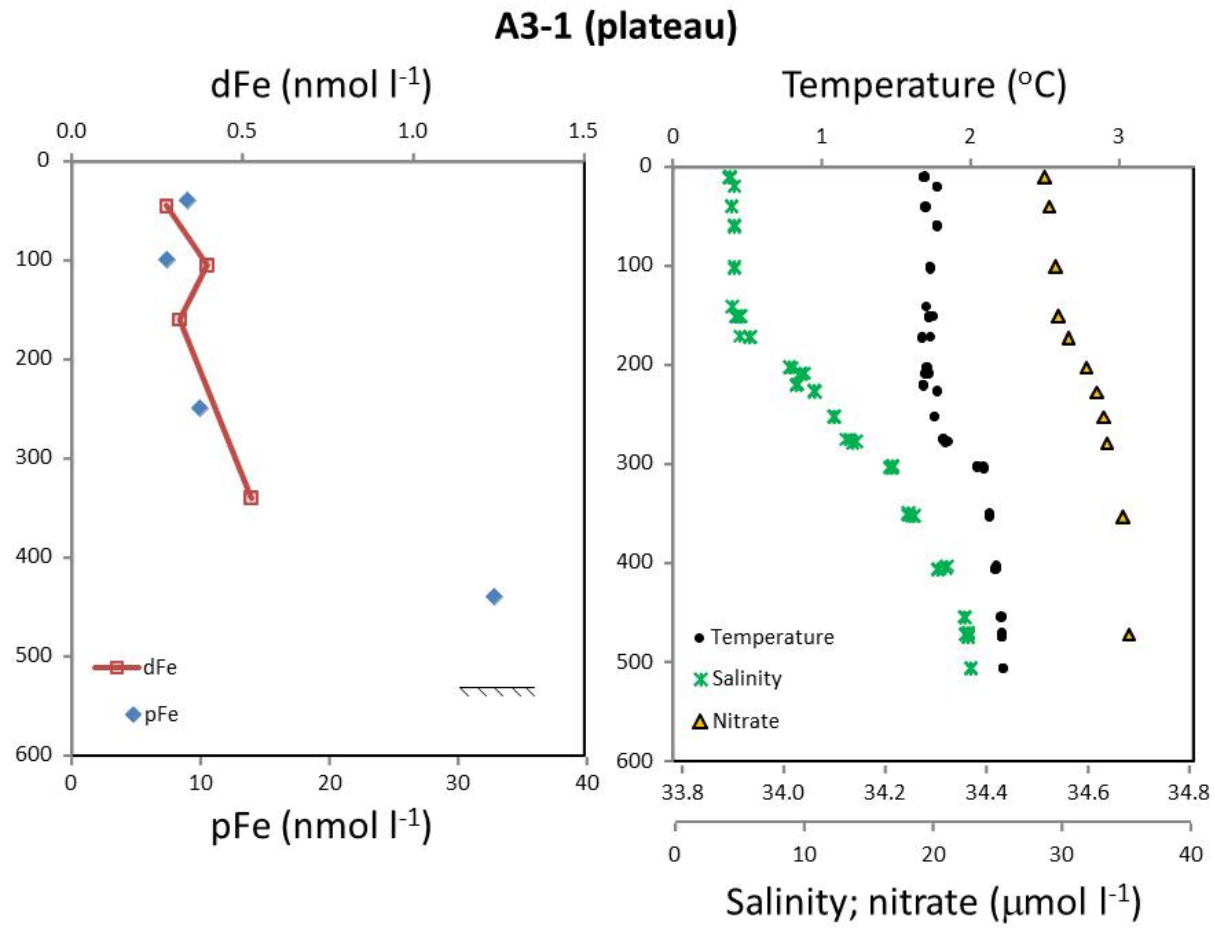 A3-1 (plateau)
dFe (nmol l-1)
0.0 0.5 1.0 1.5
0
100
200
300
400
500
600
dFe
pFe
0 10 20 30 40
pFe (nmol l-1)
Temperature (oC)
0 1 2 3
0
100
200
300
400
500
600
Temperature
Salinity
Nitrate
33.8 34.0 34.2 34.4 34.6 34.8
0 10 20 30 40
Salinity; nitrate (μmol l-1)